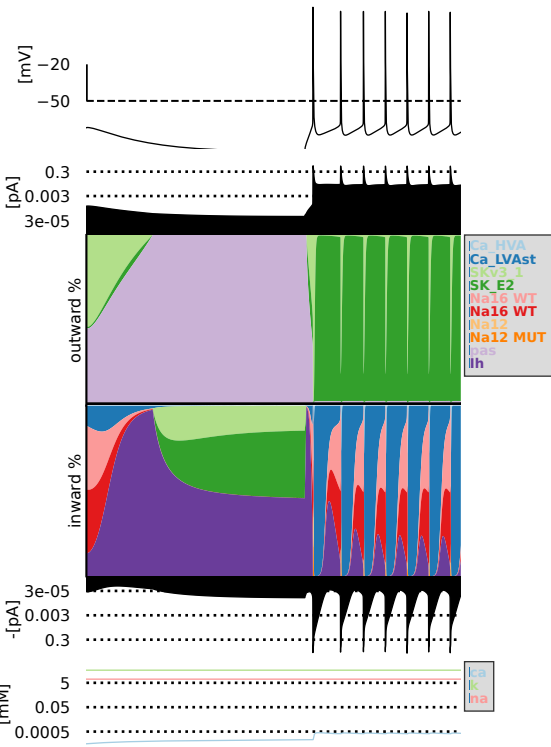 [mV]
−20
−50
[pA]
0.3
0.003
3e-05
outward %
Ca_HVA
Ca_LVAst
SKv3_1
SK_E2
Na16 WT
Na16 WT
Na12
Na12 MUT
pas
Ih
inward %
-[pA]
3e-05
0.003
0.3
[mM]
5
0.05
0.0005
ca
k
na